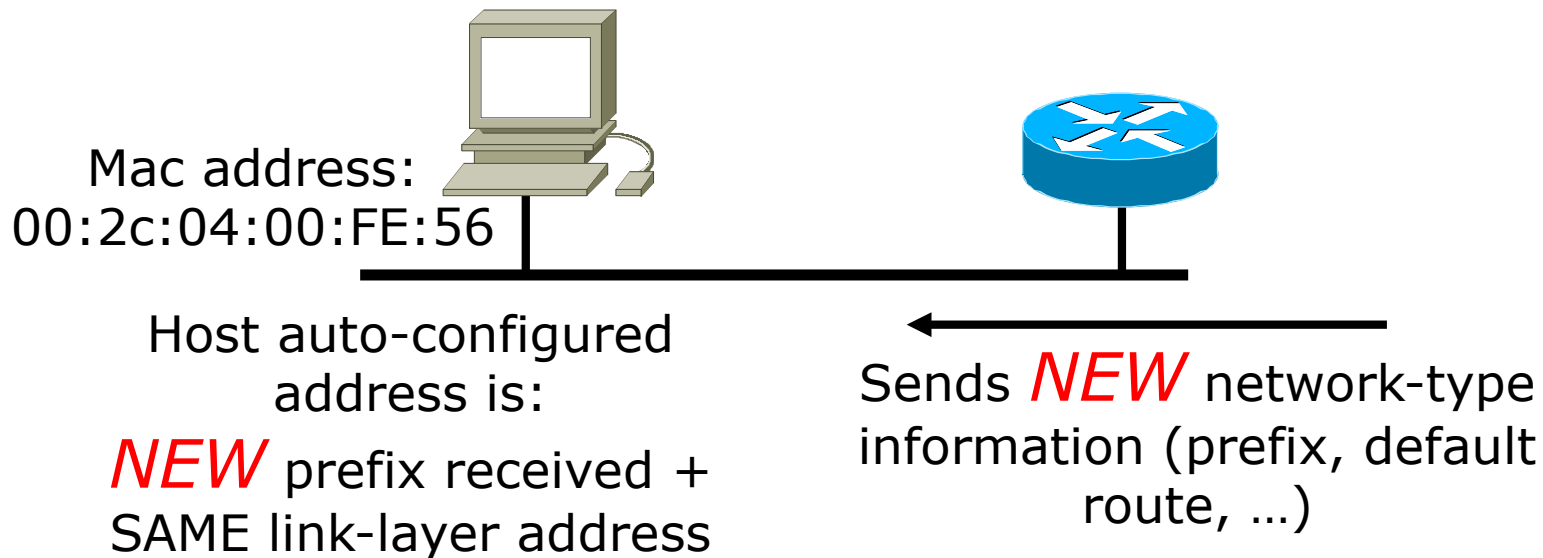 Mac address:
00:2c:04:00:FE:56
Host auto-configured
address is:
NEW prefix received +
SAME link-layer address
Sends NEW network-type
information (prefix, default
route, …)